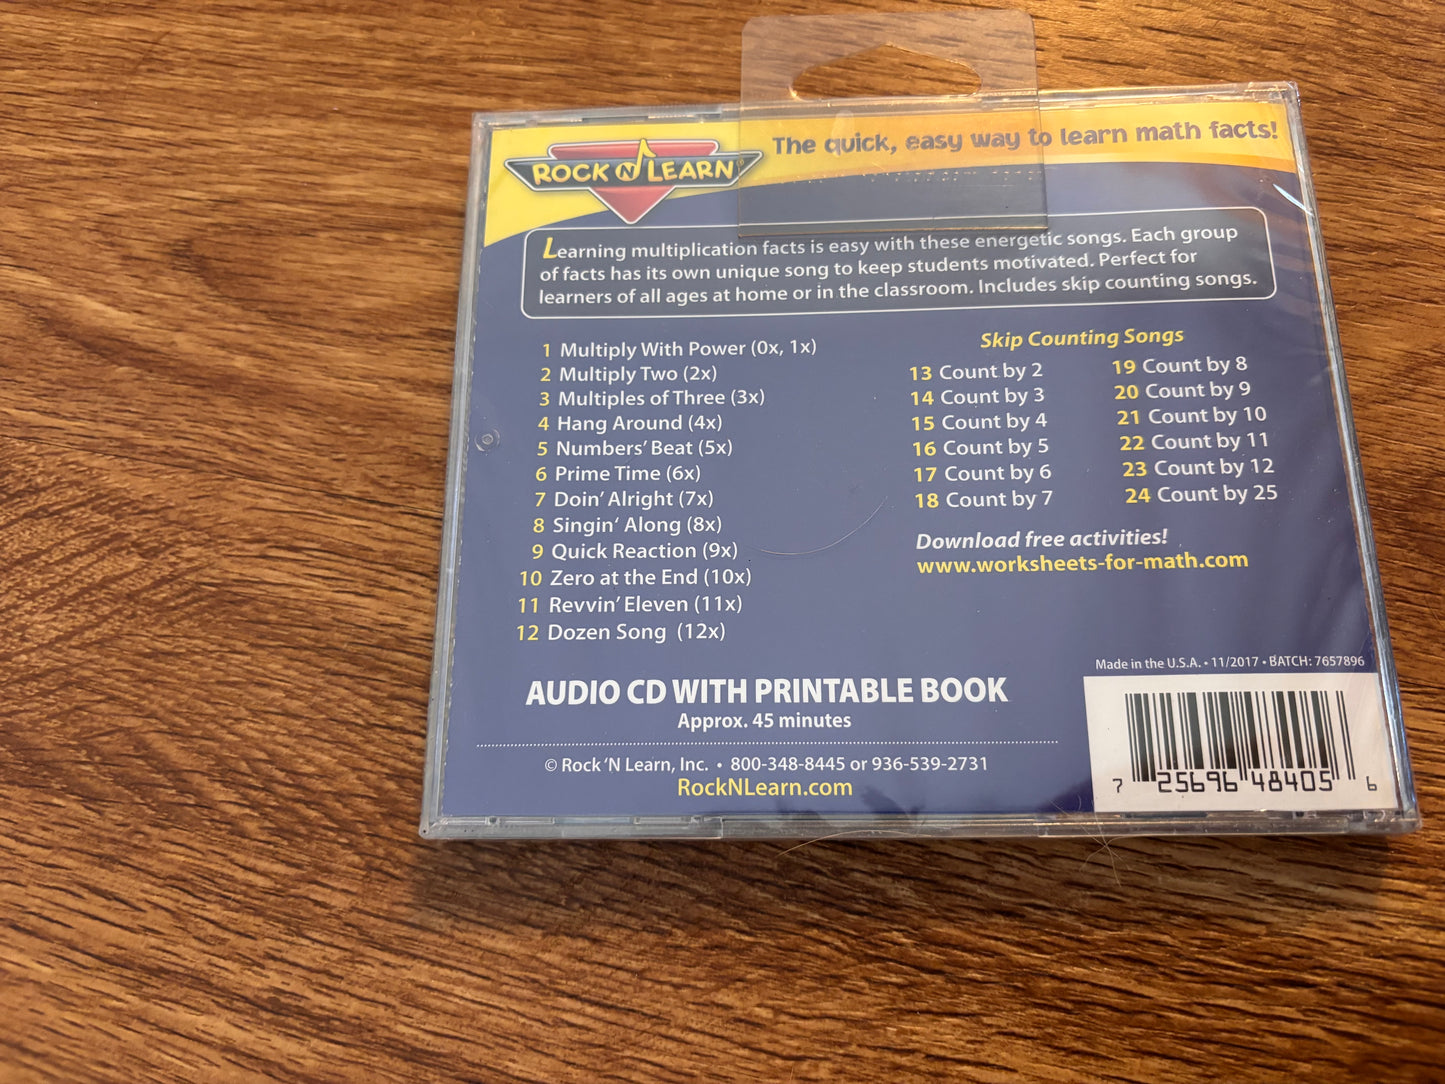 ROCK N LEARN®
The quick, easy way to learn math facts!
Learning multiplication facts is easy with these energetic songs. Each group
of facts has its own unique song to keep students motivated. Perfect for
learners of all ages at home or in the classroom. Includes skip counting songs.
1 Multiply With Power (0x, 1x)
2 Multiply Two (2x)
3 Multiples of Three (3x)
4 Hang Around (4x)
5 Numbers' Beat (5x)
6 Prime Time (6x)
7 Doin' Alright (7x)
8 Singin' Along (8x)
9 Quick Reaction (9x)
10 Zero at the End (10x)
11 Revvin' Eleven (11x)
12 Dozen Song (12x)
Skip Counting Songs
13 Count by 2
14 Count by 3
15 Count by 4
16 Count by 5
17 Count by 6
18 Count by 7
19 Count by 8
20 Count by 9
21 Count by 10
22 Count by 11
23 Count by 12
24 Count by 25
Download free activities!
www.worksheets-for-math.com
AUDIO CD WITH PRINTABLE BOOK
Approx. 45 minutes
© Rock 'N Learn, Inc. • 800-348-8445 or 936-539-2731
RockNLearn.com
Made in the U.S.A. • 11/2017 • BATCH: 7657896
7 25696 48405 6